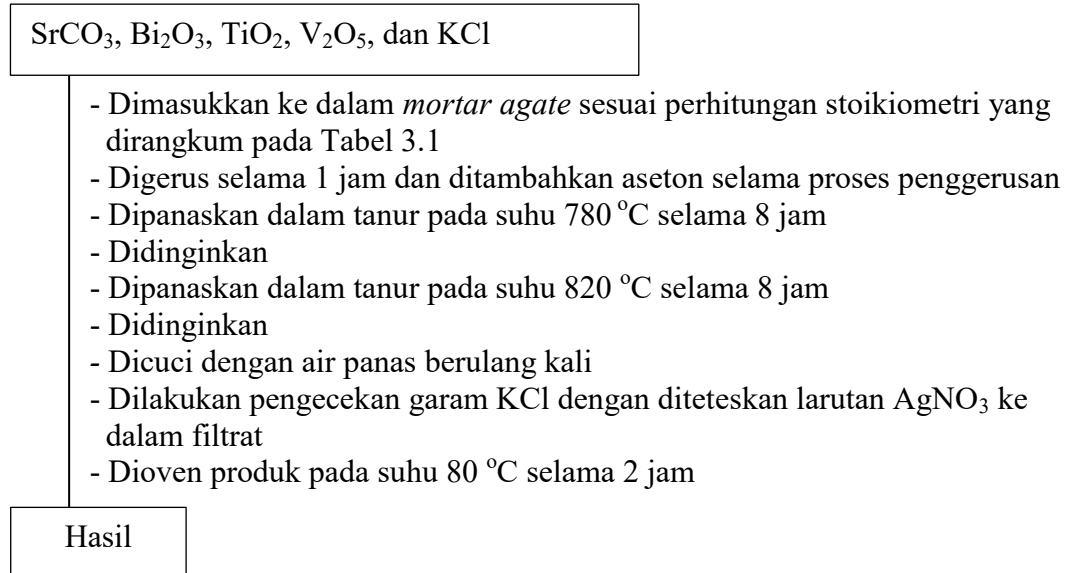 SrCO₃, Bi₂O₃, TiO₂, V₂O₅, dan KCl
- Dimasukkan ke dalam mortar agate sesuai perhitungan stoikiometri yang
dirangkum pada Tabel 3.1
- Digerus selama 1 jam dan ditambahkan aseton selama proses penggerusan
- Dipanaskan dalam tanur pada suhu 780 ᵒC selama 8 jam
- Didinginkan
- Dipanaskan dalam tanur pada suhu 820 ᵒC selama 8 jam
- Didinginkan
- Dicuci dengan air panas berulang kali
- Dilakukan pengecekan garam KCl dengan diteteskan larutan AgNO₃ ke
dalam filtrat
- Dioven produk pada suhu 80 ᵒC selama 2 jam
Hasil